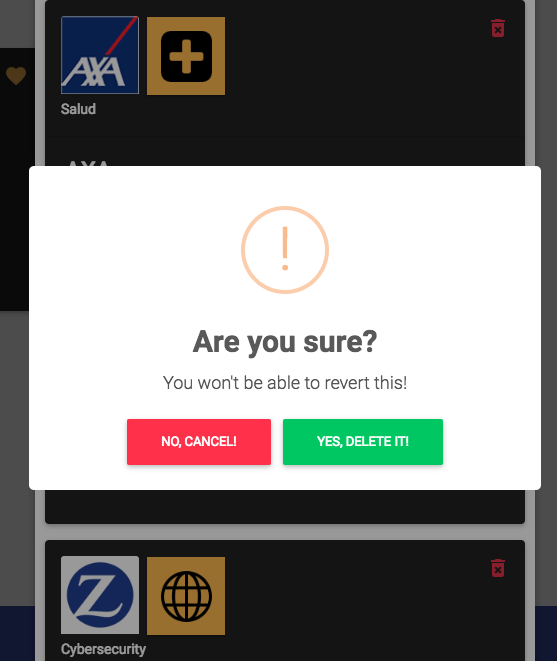 AXA
Salud
AXA
Are you sure?
You won't be able to revert this!
NO, CANCEL!
YES, DELETE IT!
Z
Cybersecurity